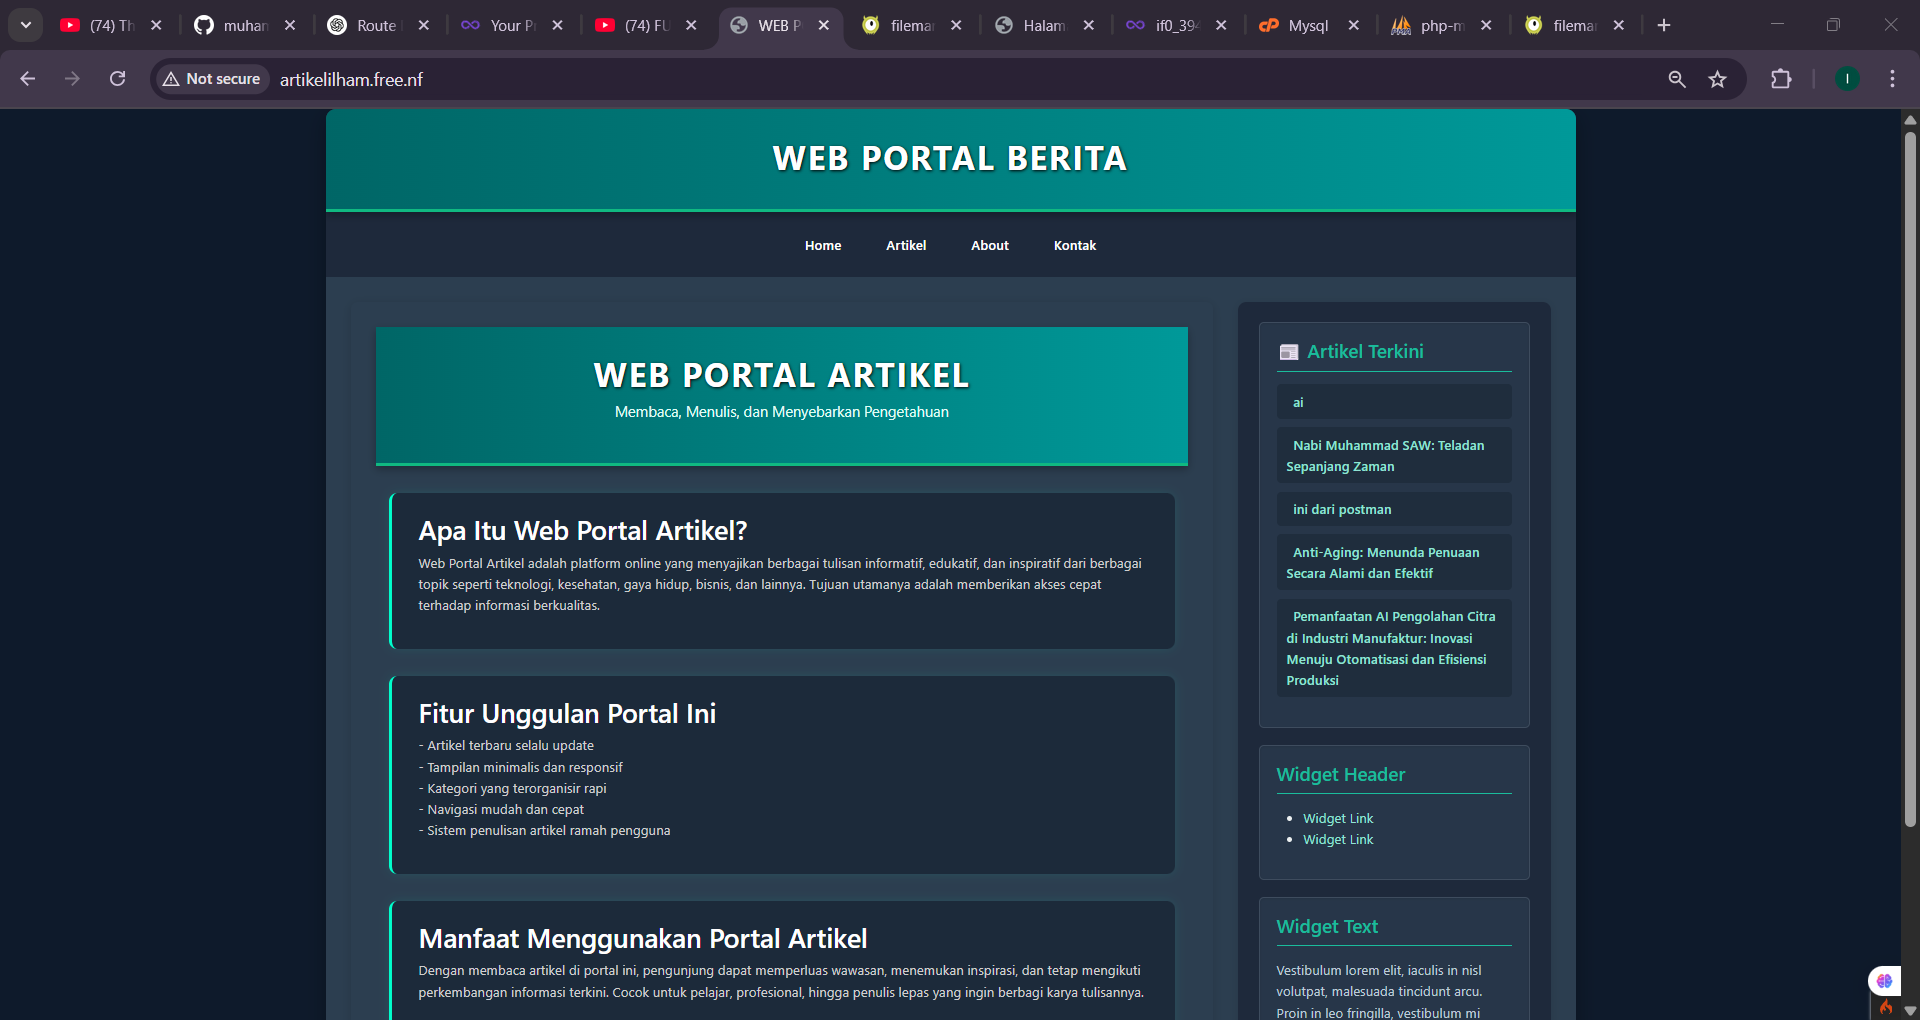 (74) Th
muhan
Route
Your P
(74) FU
WEB P
filemar
Halam
if0_394
Mysql
php-m
filemar
Not secure
artikelilham.free.nf
I
WEB PORTAL BERITA
Home
Artikel
About
Kontak
WEB PORTAL ARTIKEL
Membaca, Menulis, dan Menyebarkan Pengetahuan
Apa Itu Web Portal Artikel?
Web Portal Artikel adalah platform online yang menyajikan berbagai tulisan informatif, edukatif, dan inspiratif dari berbagai
topik seperti teknologi, kesehatan, gaya hidup, bisnis, dan lainnya. Tujuan utamanya adalah memberikan akses cepat
terhadap informasi berkualitas.
Fitur Unggulan Portal Ini
- Artikel terbaru selalu update
- Tampilan minimalis dan responsif
- Kategori yang terorganisir rapi
- Navigasi mudah dan cepat
- Sistem penulisan artikel ramah pengguna
Manfaat Menggunakan Portal Artikel
Dengan membaca artikel di portal ini, pengunjung dapat memperluas wawasan, menemukan inspirasi, dan tetap mengikuti
perkembangan informasi terkini. Cocok untuk pelajar, profesional, hingga penulis lepas yang ingin berbagi karya tulisannya.
Artikel Terkini
ai
Nabi Muhammad SAW: Teladan
Sepanjang Zaman
ini dari postman
Anti-Aging: Menunda Penuaan
Secara Alami dan Efektif
Pemanfaatan AI Pengolahan Citra
di Industri Manufaktur: Inovasi
Menuju Otomatisasi dan Efisiensi
Produksi
Widget Header
Widget Link
Widget Link
Widget Text
Vestibulum lorem elit, iaculis in nisl
volutpat, malesuada tincidunt arcu.
Proin in leo fringilla, vestibulum mi